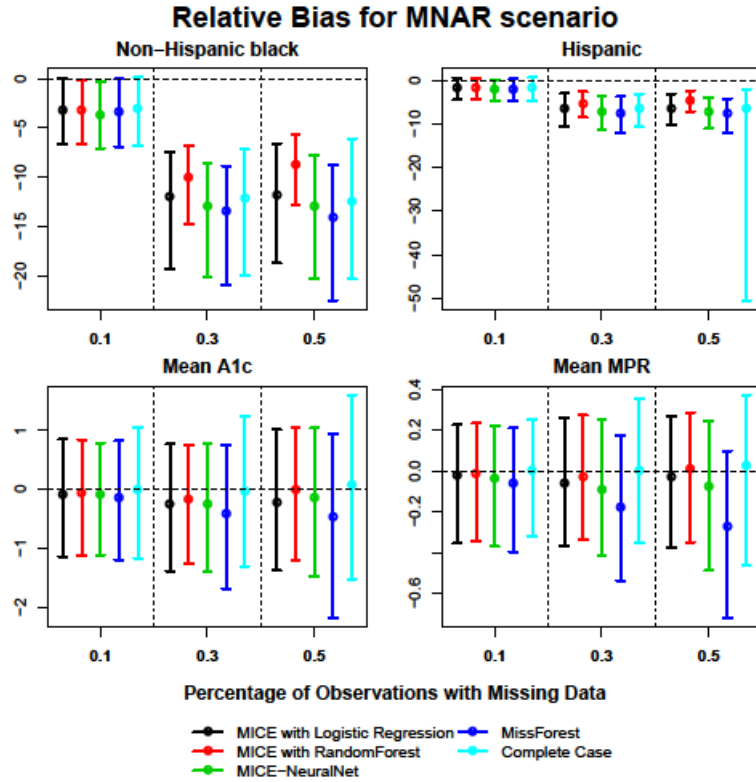 Relative Bias for MNAR scenario
Non−Hispanic black
Hispanic
0
−5
−10
−15
−20
0.1
0.3
0.5
0
−10
−20
−30
−40
−50
0.1
0.3
0.5
Mean A1c
Mean MPR
1
0
−1
−2
0.1
0.3
0.5
0.4
0.2
0.0
−0.2
−0.6
0.1
0.3
0.5
Percentage of Observations with Missing Data
MICE with Logistic Regression
MICE with RandomForest
MICE−NeuralNet
MissForest
Complete Case